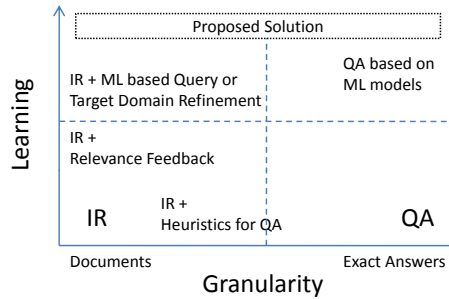 Proposed Solution
IR + ML based Query or
Target Domain Refinement
QA based on
ML models
IR +
Relevance Feedback
IR
IR +
Heuristics for QA
QA
Learning
Documents
Exact Answers
Granularity